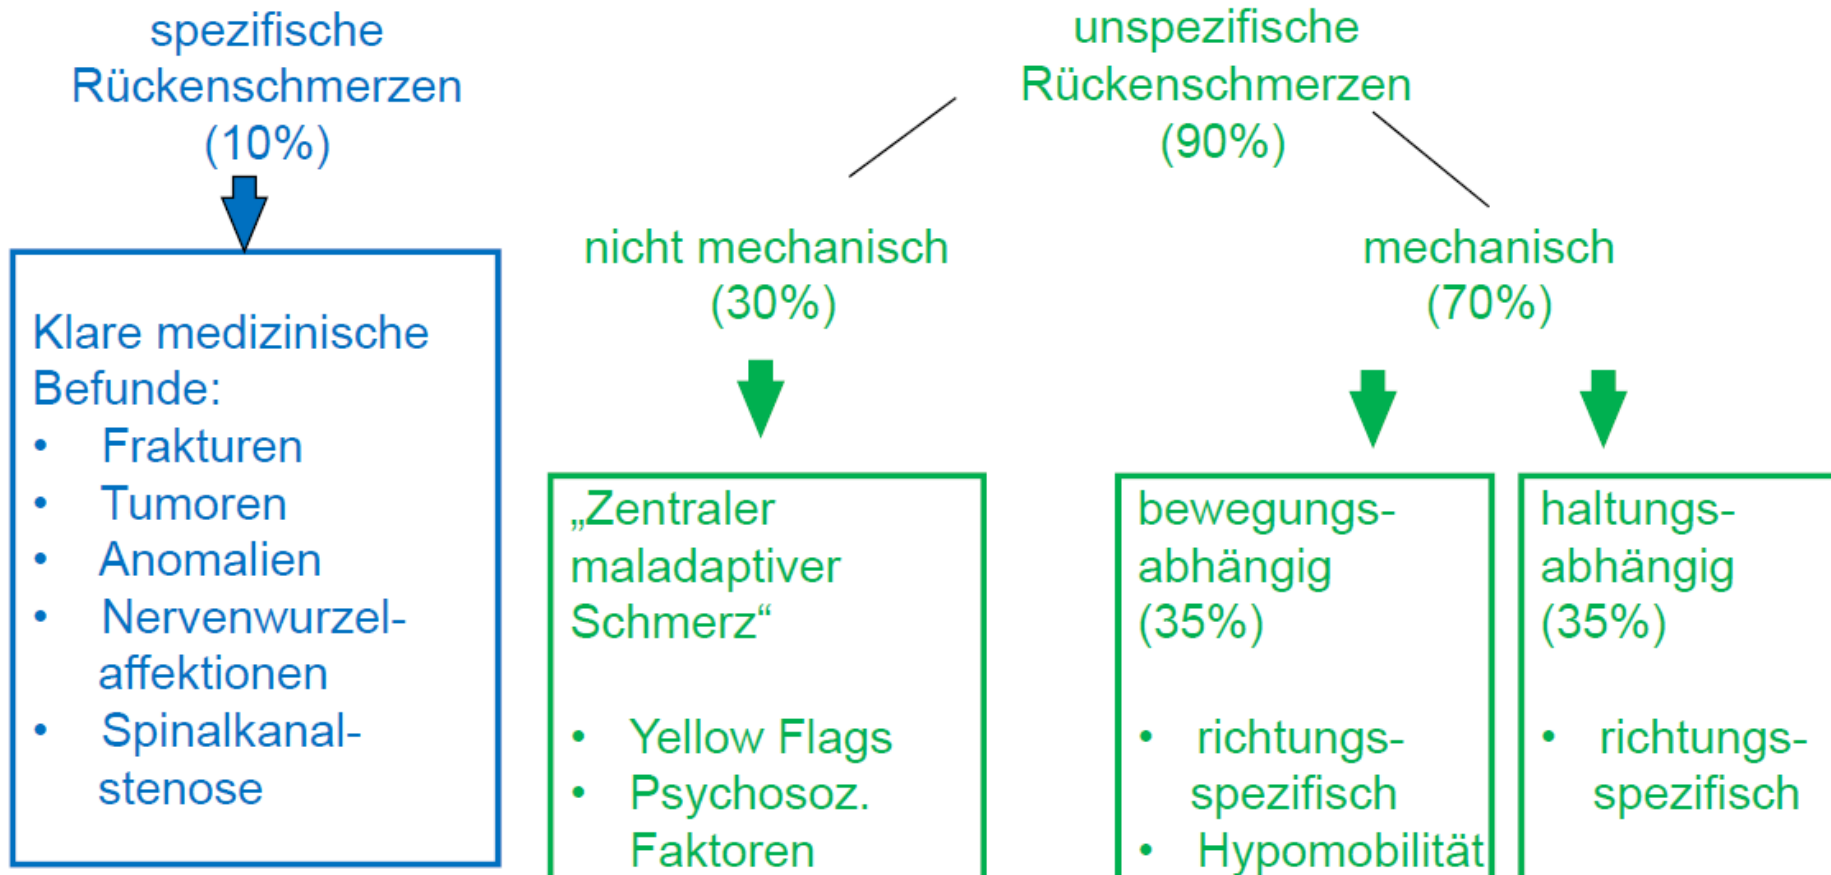 spezifische
Rückenschmerzen
(10%)
Klare medizinische
Befunde:
• Frakturen
• Tumoren
• Anomalien
• Nervenwurzel-
affektionen
• Spinalkanal-
stenose
unspezifische
Rückenschmerzen
(90%)
nicht mechanisch
(30%)
„Zentraler
maladaptiver
Schmerz“
• Yellow Flags
• Psychosoz.
Faktoren
mechanisch
(70%)
bewegungs-
abhängig
(35%)
• richtungs-
spezifisch
• Hypomobilität
haltungs-
abhängig
(35%)
• richtungs-
spezifisch